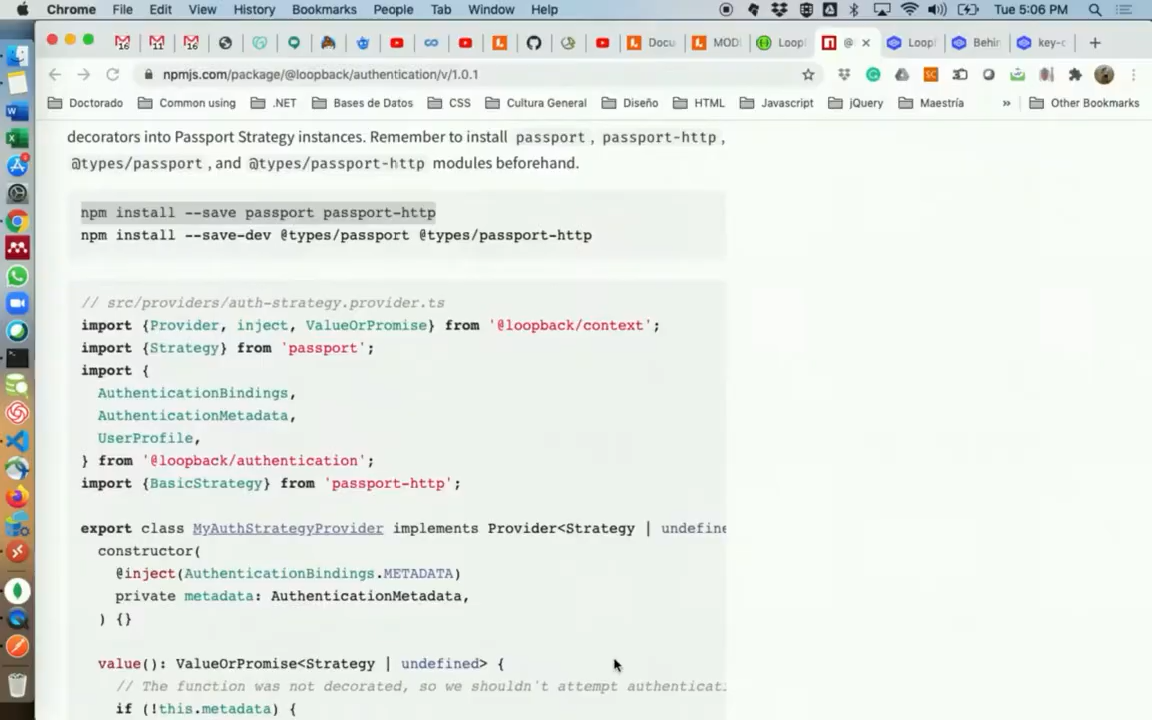 Chrome File Edit View History Bookmarks People Tab Window Help Tue 5:06 PM
16 11 16 Docu MODI Loopl @ Loopl Behin key-c
npmjs.com/package/@loopback/authentication/v/1.0.1
Doctorado Common using .NET Bases de Datos CSS Cultura General Diseño HTML Javascript jQuery Maestría » Other Bookmarks
decorators into Passport Strategy instances. Remember to install passport , passport-http ,
@types/passport , and @types/passport-http modules beforehand.
npm install --save passport passport-http
npm install --save-dev @types/passport @types/passport-http
// src/providers/auth-strategy.provider.ts
import {Provider, inject, ValueOrPromise} from '@loopback/context';
import {Strategy} from 'passport';
import {
AuthenticationBindings,
AuthenticationMetadata,
UserProfile,
} from '@loopback/authentication';
import {BasicStrategy} from 'passport-http';
export class MyAuthStrategyProvider implements Provider<Strategy | undefine
constructor(
@inject(AuthenticationBindings.METADATA)
private metadata: AuthenticationMetadata,
) {}
value(): ValueOrPromise<Strategy | undefined> {
// The function was not decorated, so we shouldn't attempt authenticati
if (!this.metadata) {